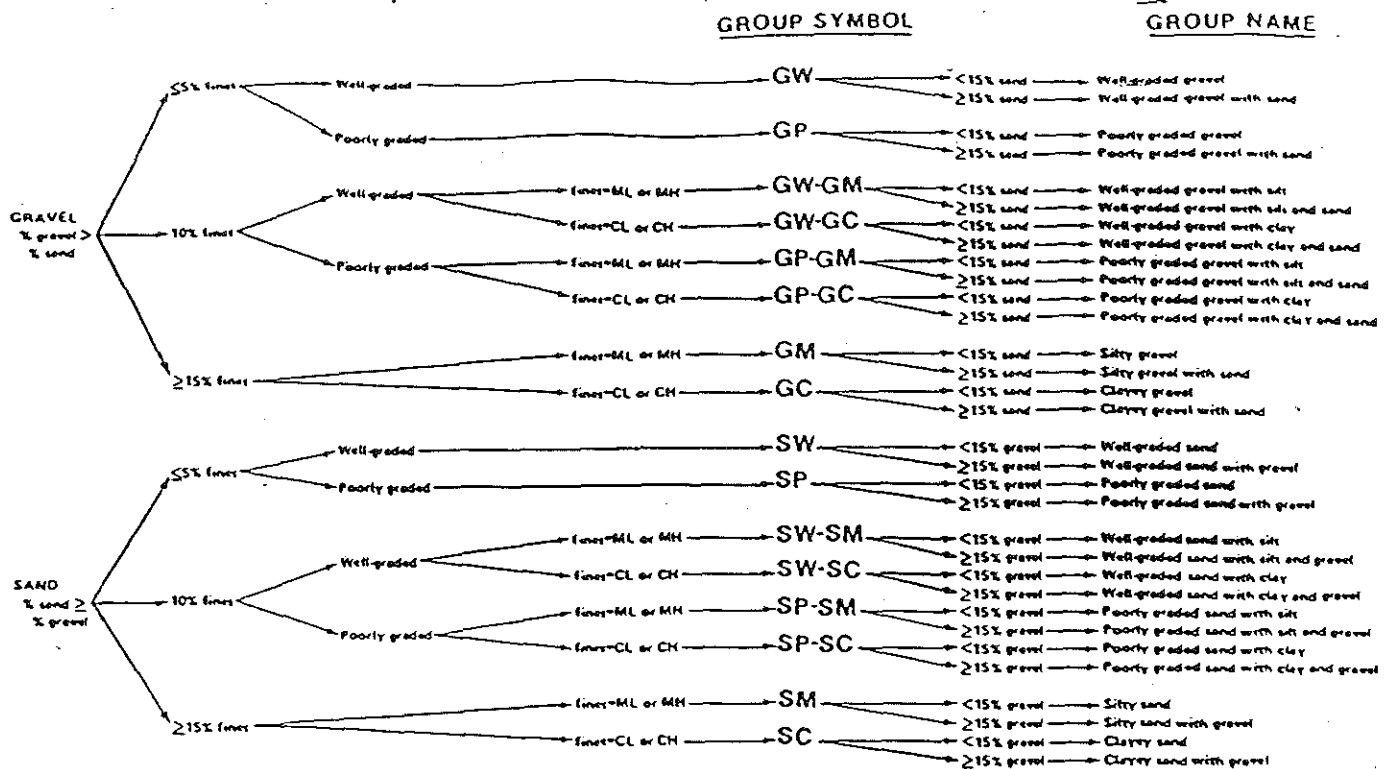 GROUP SYMBOL GROUP NAME
GW <15% sand Well-graded gravel
≤5% fines Well-graded ≥15% sand Well-graded gravel with sand
Poorly graded GP <15% sand Poorly graded gravel
≥15% sand Poorly graded gravel with sand
Well-graded fines=ML or MH GW-GM <15% sand Well-graded gravel with silt
≥15% sand Well-graded gravel with silt and sand
fines=CL or CH GW-GC <15% sand Well-graded gravel with clay
GRAVEL
% gravel >
% sand
10% fines ≥15% sand Well-graded gravel with clay and sand
Poorly graded fines=ML or MH GP-GM <15% sand Poorly graded gravel with silt
≥15% sand Poorly graded gravel with silt and sand
fines=CL or CH GP-GC <15% sand Poorly graded gravel with clay
≥15% sand Poorly graded gravel with clay and sand
fines=ML or MH GM <15% sand Silty gravel
≥15% fines ≥15% sand Silty gravel with sand
fines=CL or CH GC <15% sand Clayey gravel
≥15% sand Clayey gravel with sand
Well-graded SW <15% gravel Well-graded sand
≤5% fines ≥15% gravel Well-graded sand with gravel
Poorly graded SP <15% gravel Poorly graded sand
≥15% gravel Poorly graded sand with gravel
fines=ML or MH SW-SM <15% gravel Well-graded sand with silt
Well-graded ≥15% gravel Well-graded sand with silt and gravel
fines=CL or CH SW-SC <15% gravel Well-graded sand with clay
≥15% gravel Well-graded sand with clay and gravel
SAND
% sand ≥
% gravel
10% fines fines=ML or MH SP-SM <15% gravel Poorly graded sand with silt
Poorly graded ≥15% gravel Poorly graded sand with silt and gravel
fines=CL or CH SP-SC <15% gravel Poorly graded sand with clay
≥15% gravel Poorly graded sand with clay and gravel
fines=ML or MH SM <15% gravel Silty sand
≥15% fines ≥15% gravel Silty sand with gravel
fines=CL or CH SC <15% gravel Clayey sand
≥15% gravel Clayey sand with gravel